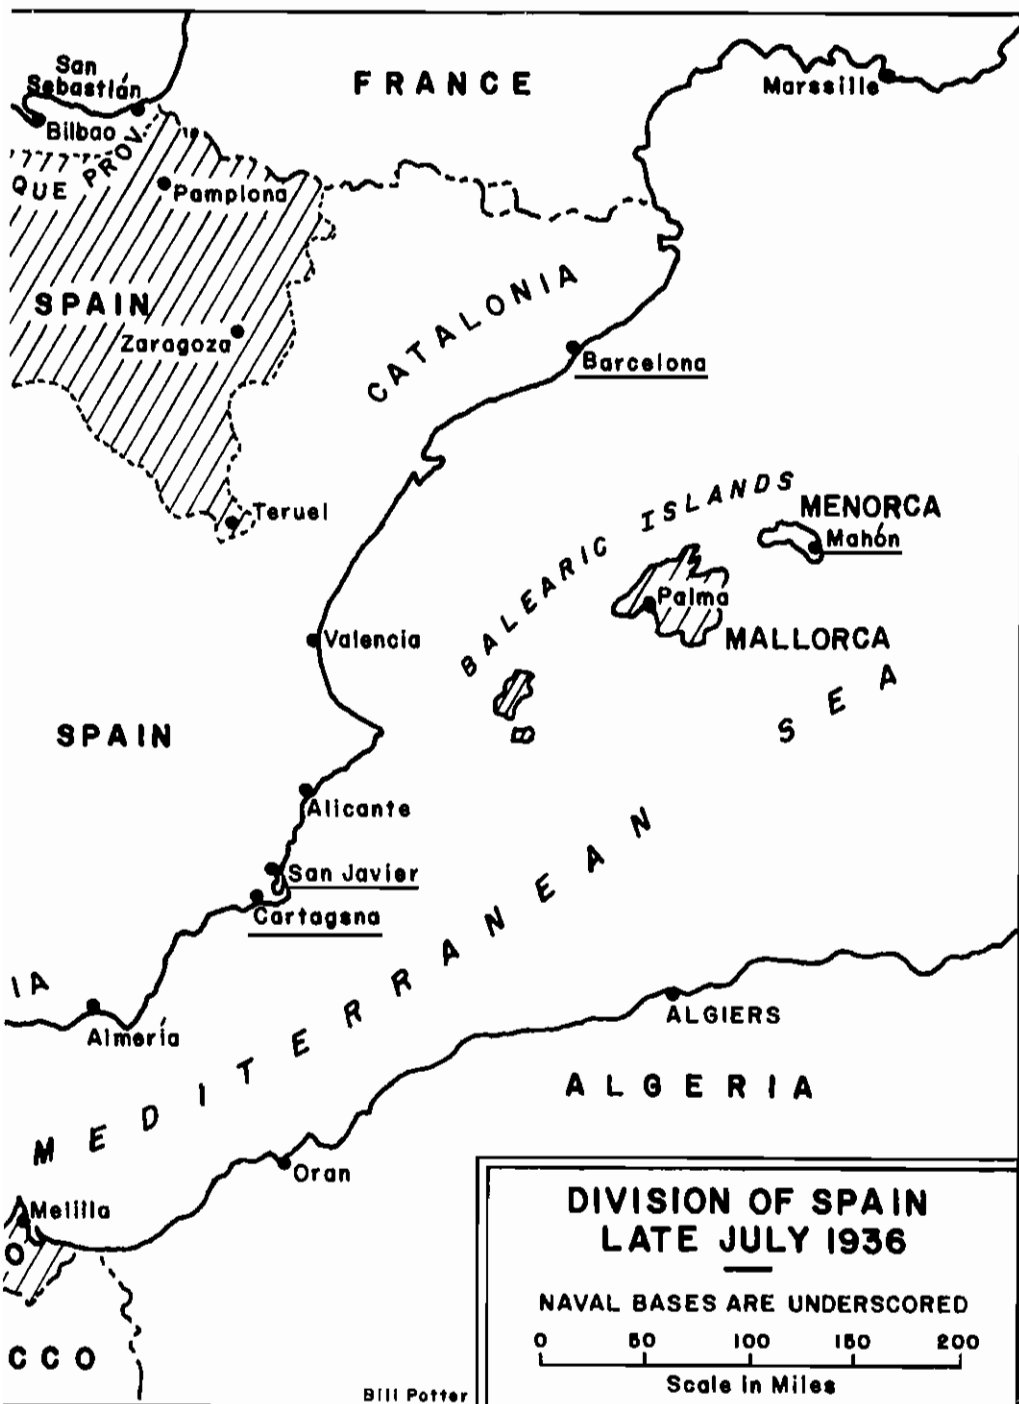 San
Sebastián
FRANCE
Marssille
Bilbao
QUE PROV.
Pamplona
CATALONIA
SPAIN
Zaragoza
Barcelona
BALEARIC ISLANDS
MENORCA
Teruel
Mahón
Palma
Valencia
MALLORCA
SPAIN
Alicante
San Javier
Cartagsna
MEDITERRANEAN SEA
IA
Almería
ALGIERS
ALGERIA
Oran
Melilla
O
CCO
DIVISION OF SPAIN
LATE JULY 1936
NAVAL BASES ARE UNDERSCORED
0 50 100 150 200
Scale in Miles
Bill Potter